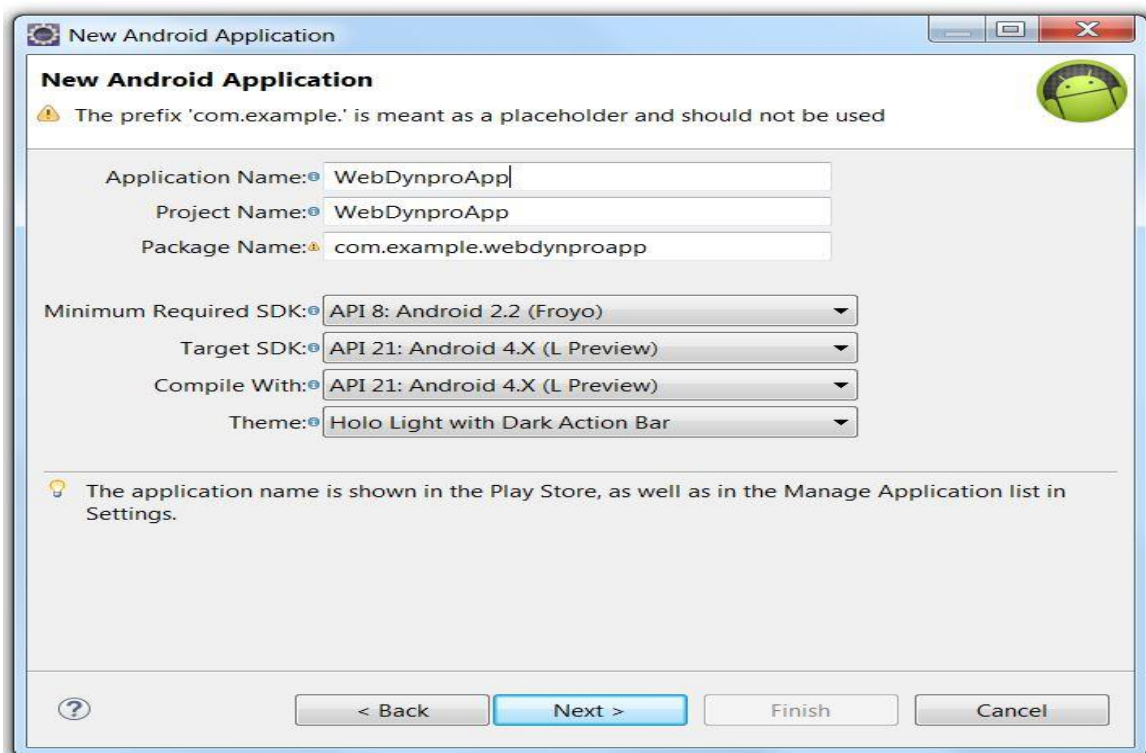 New Android Application
New Android Application
The prefix 'com.example.' is meant as a placeholder and should not be used
Application Name: WebDynproApp
Project Name: WebDynproApp
Package Name: com.example.webdynproapp
Minimum Required SDK: API 8: Android 2.2 (Froyo)
Target SDK: API 21: Android 4.X (L Preview)
Compile With: API 21: Android 4.X (L Preview)
Theme: Holo Light with Dark Action Bar
The application name is shown in the Play Store, as well as in the Manage Application list in
Settings.
< Back Next > Finish Cancel